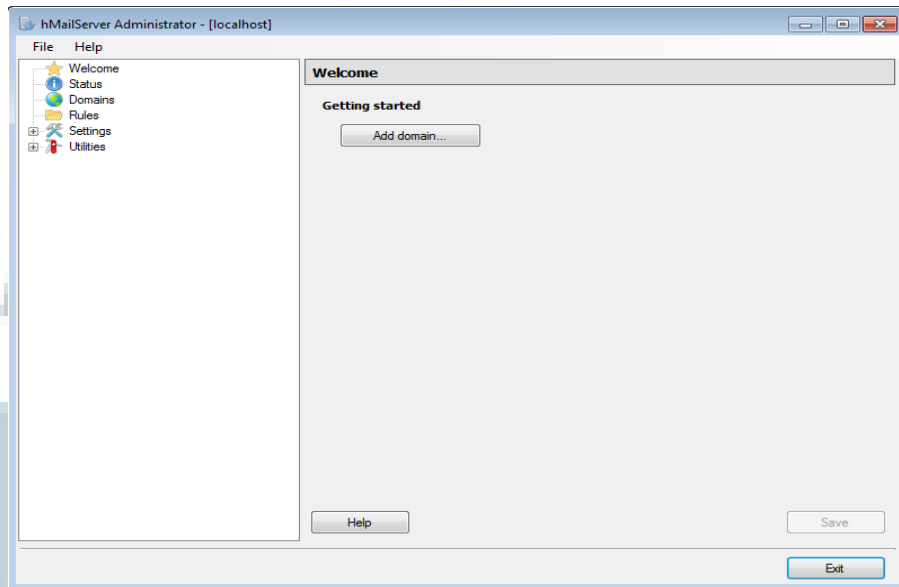 hMailServer Administrator - [localhost]
File Help
Welcome
Status
Domains
Rules
Settings
Utilities
Welcome
Getting started
Add domain...
Help
Save
Exit